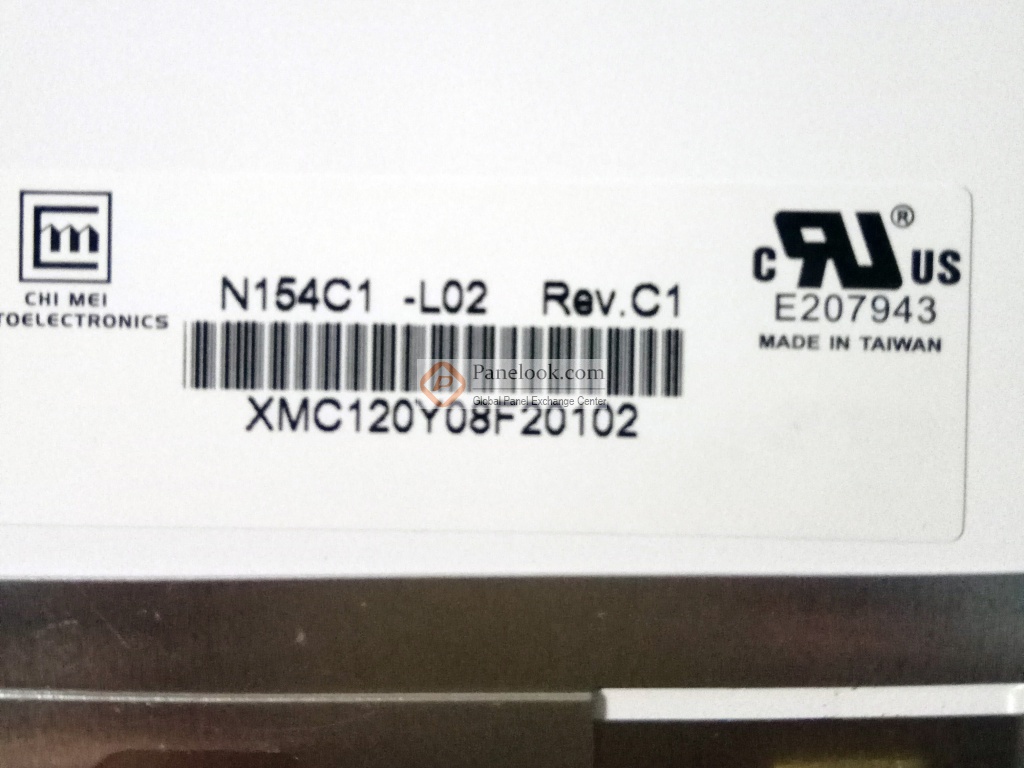 CHI MEI
TOELECTRONICS
N154C1 -L02 Rev.C1
XMC120Y08F20102
C RU ® US
E207943
MADE IN TAIWAN
Panelook.com
Global Panel Exchange Center